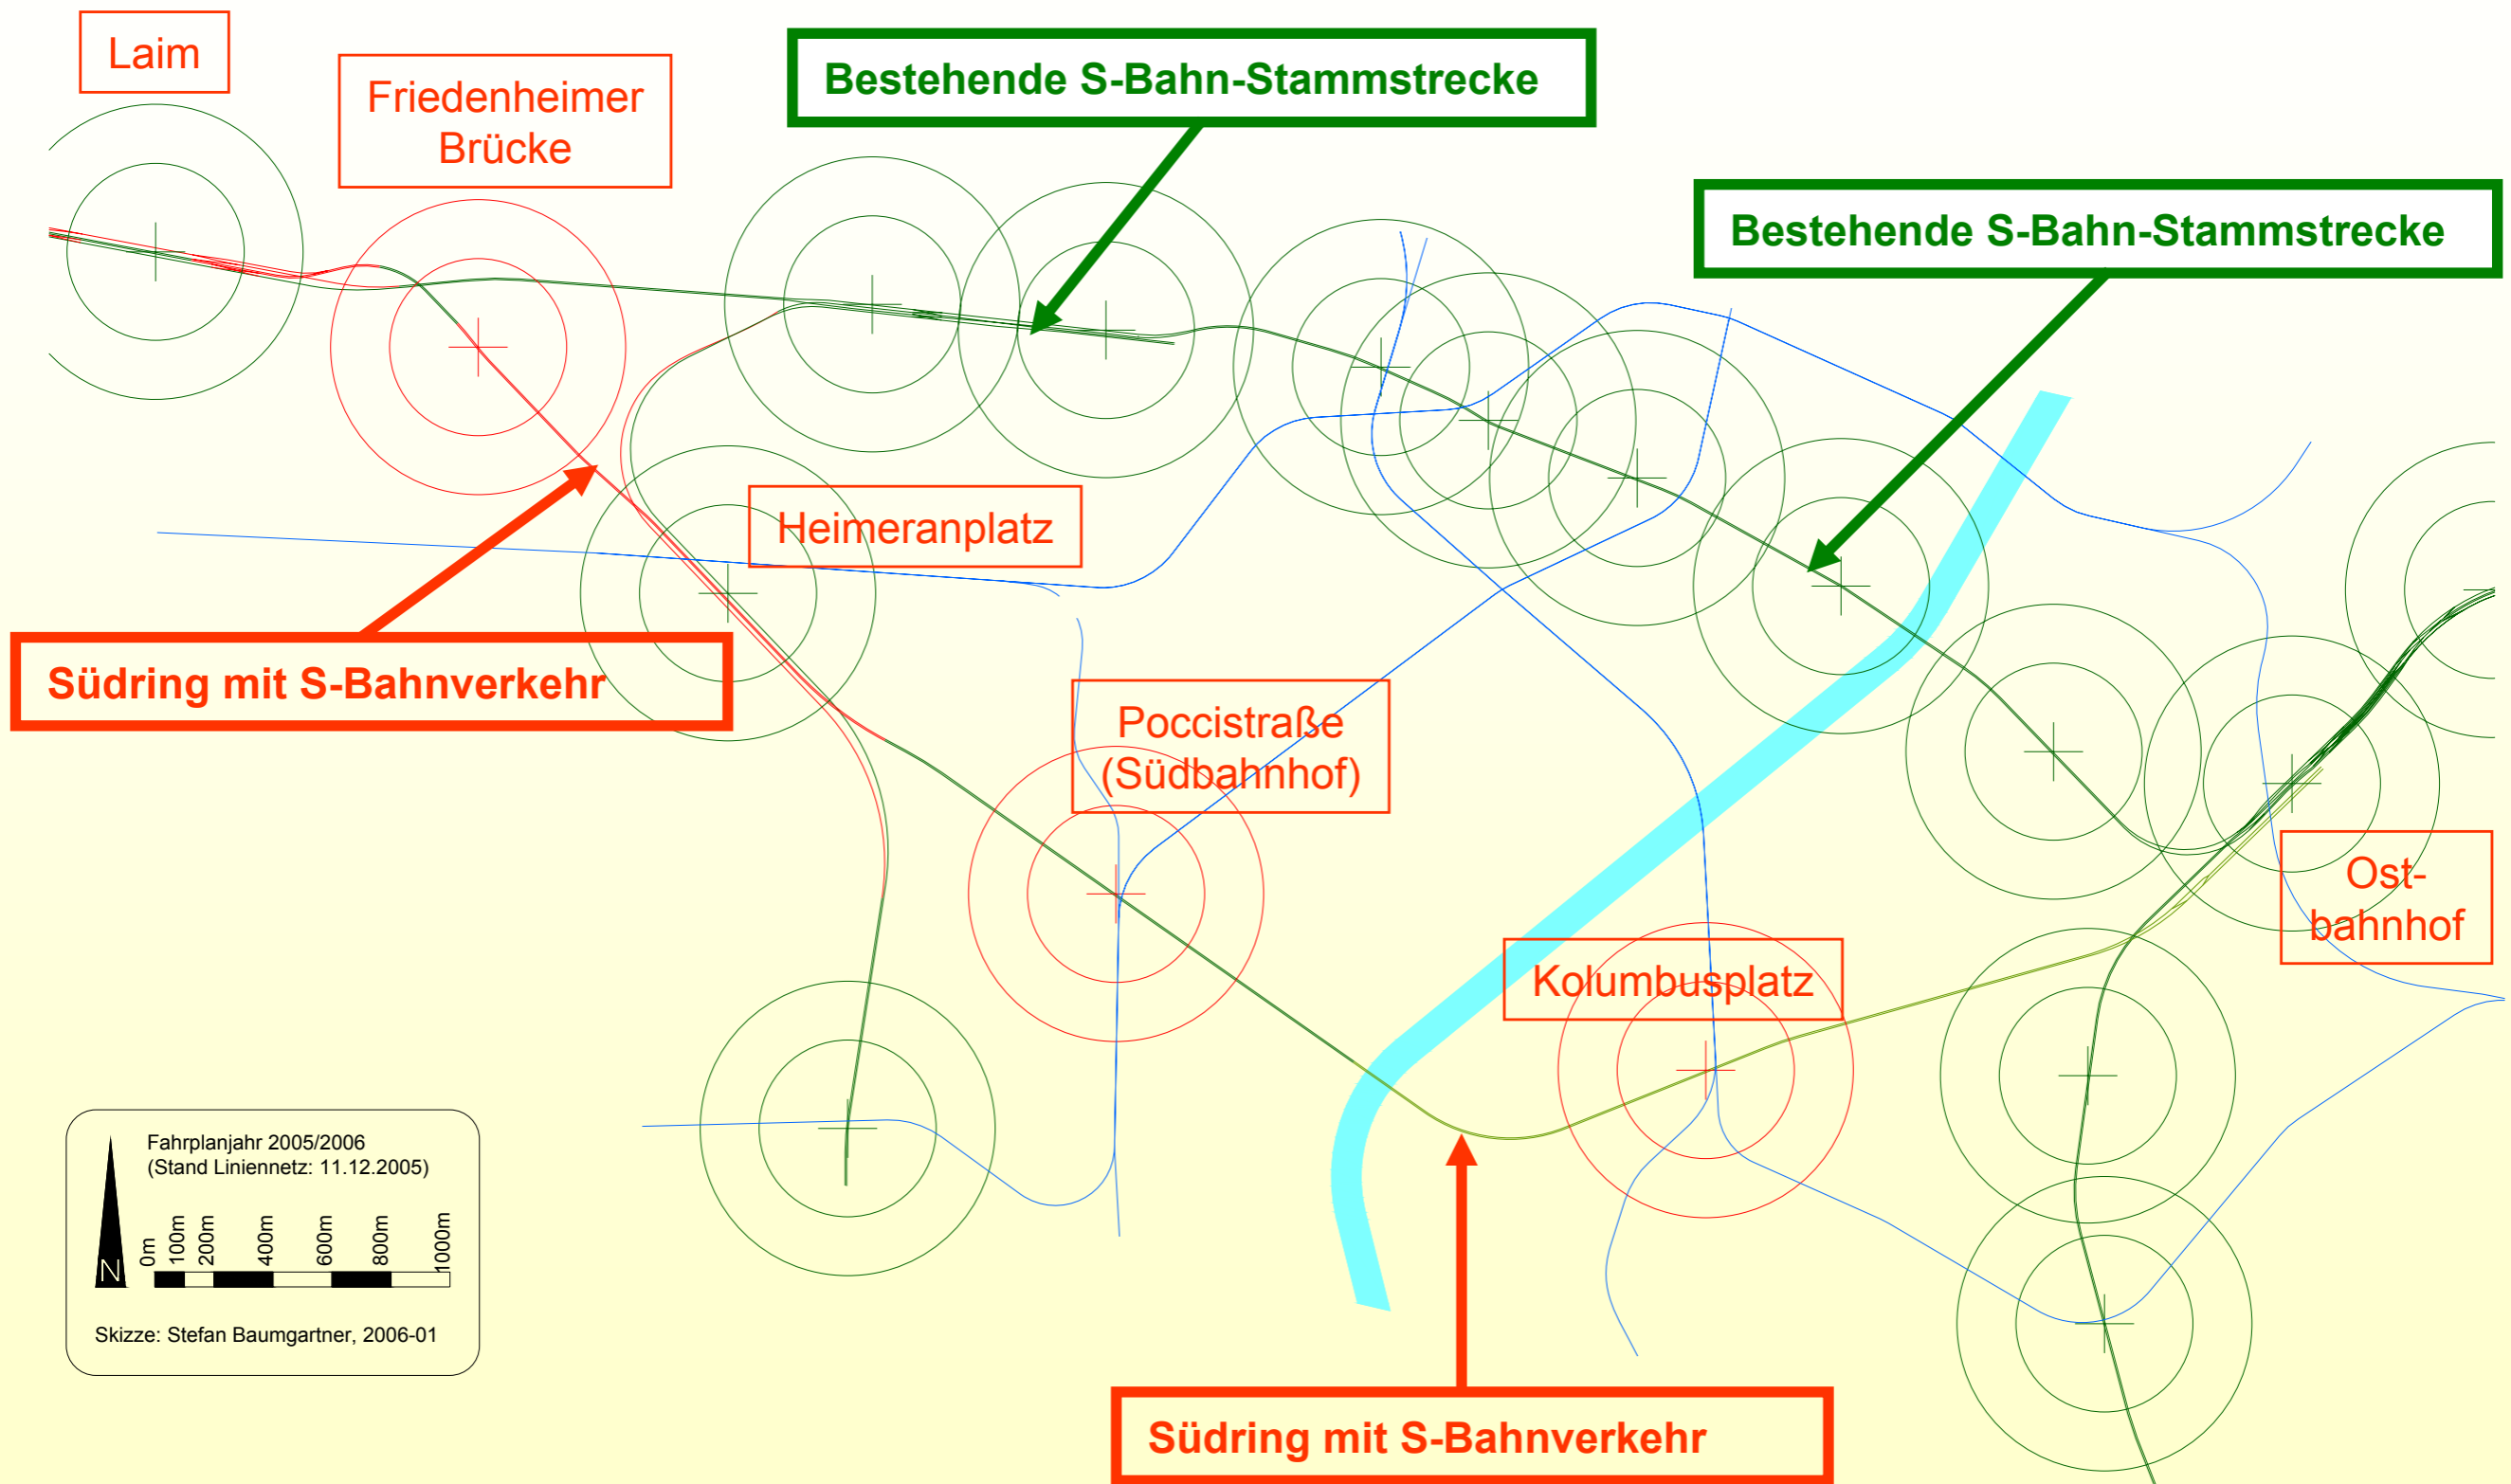 Laim
Friedenheimer
Brücke
Bestehende S-Bahn-Stammstrecke
Bestehende S-Bahn-Stammstrecke
Heimeranplatz
Südring mit S-Bahnverkehr
Poccistraße
(Südbahnhof)
Ost-
bahnhof
Kolumbusplatz
Fahrplanjahr 2005/2006
(Stand Liniennetz: 11.12.2005)
N
0m
100m
200m
400m
600m
800m
1000m
Skizze: Stefan Baumgartner, 2006-01
Südring mit S-Bahnverkehr